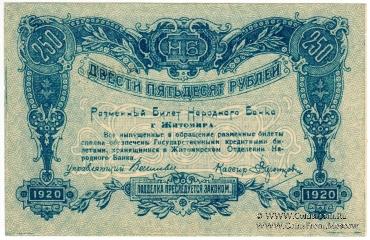 250 НБ 250
ДВЕСТИ ПЯТЬДЕСЯТ РУБЛЕЙ
Разменный Билет Народного Банка
г Житомир.
Все выпущенные в обращение разменные билеты
сполна обеспечены Государственными кредитными би-
летами, хранящимися в Житомирском Отделении На-
родного Банка.
Управляющий Кассир
1920 1920
ПОДДЕЛКА ПРЕСЛЕДУЕТСЯ ЗАКОНОМ.